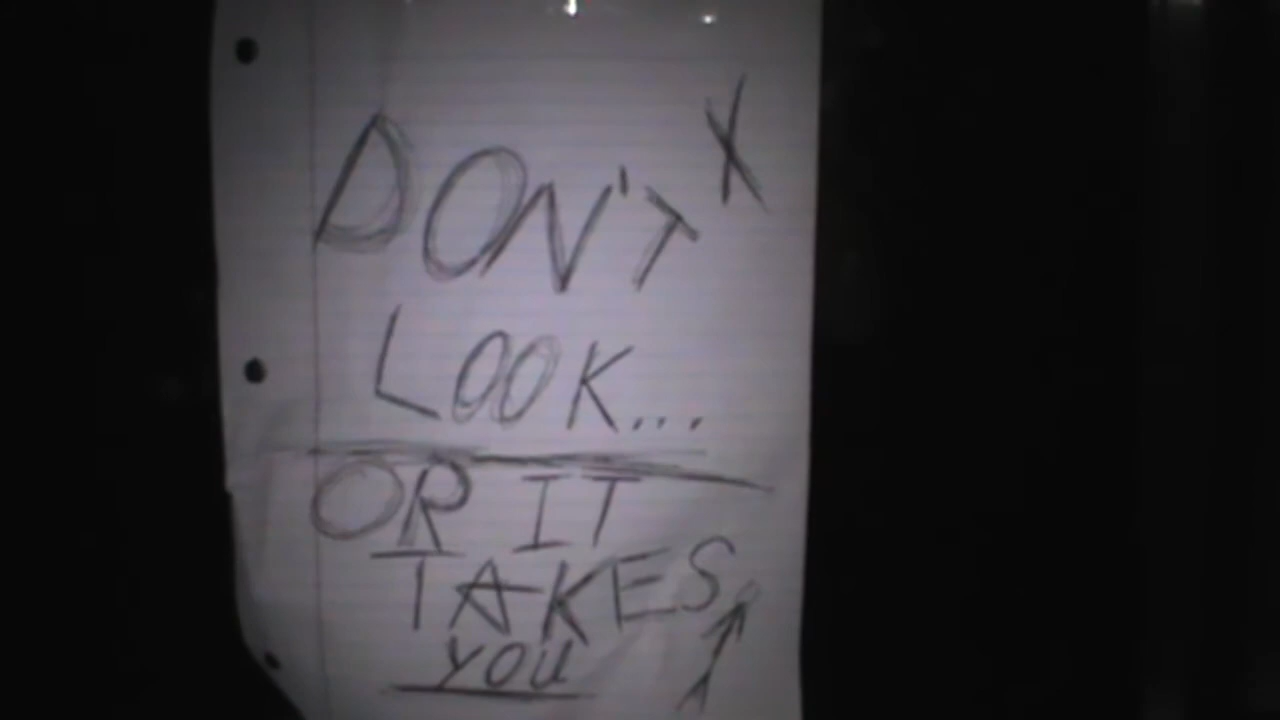 DON'T X
LOOK...
OR IT
TAKES
YOU